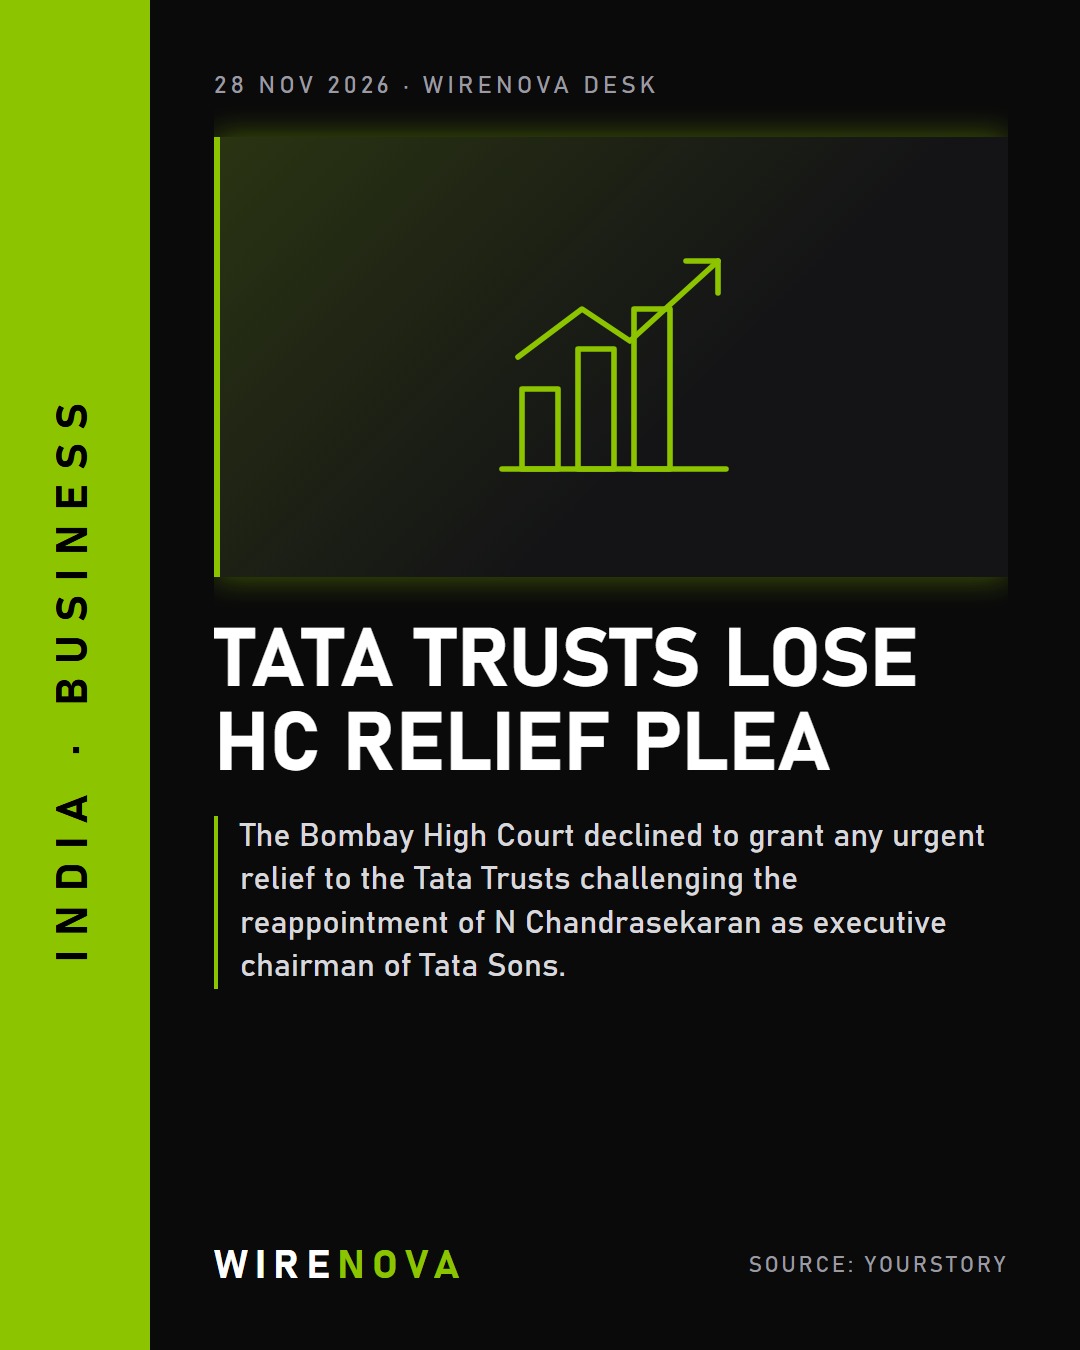 INDIA · BUSINESS
28 NOV 2026 · WIRENOVA DESK
TATA TRUSTS LOSE
HC RELIEF PLEA
The Bombay High Court declined to grant any urgent
relief to the Tata Trusts challenging the
reappointment of N Chandrasekaran as executive
chairman of Tata Sons.
WIRENOVA
SOURCE: YOURSTORY